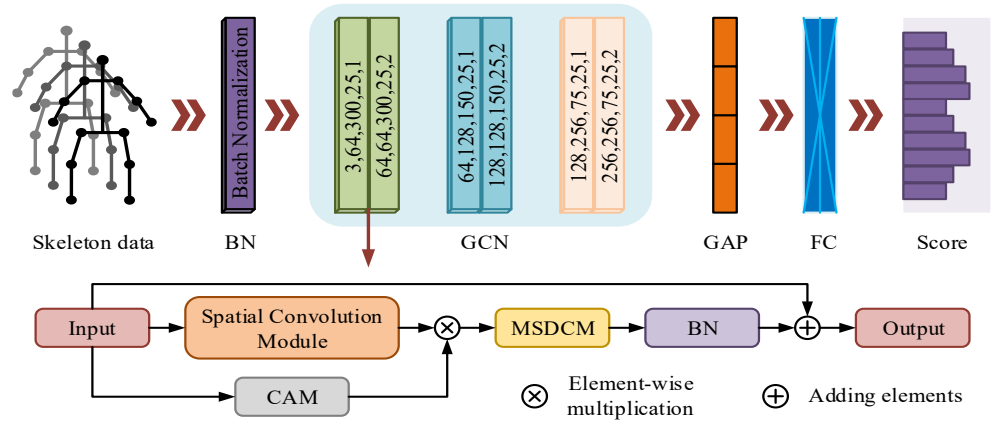 Batch Normalization
3,64,300,25,1
64,64,300,25,2
64,128,150,25,1
128,128,150,25,2
128,256,75,25,1
256,256,75,25,2
Skeleton data
BN
GCN
GAP
FC
Score
Input
Spatial Convolution
Module
MSDCM
BN
Output
CAM
Element-wise
multiplication
Adding elements